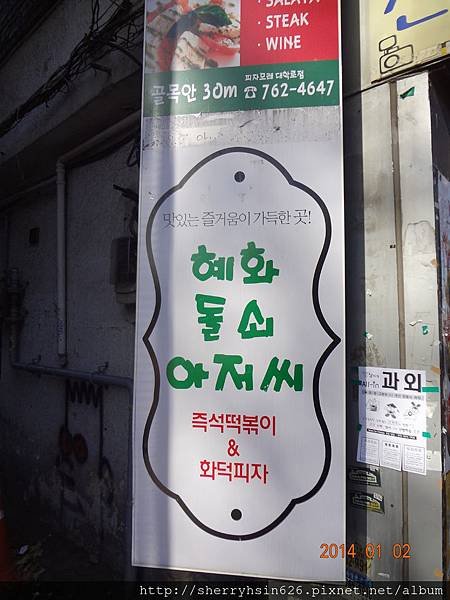 SALATA
· STEAK
· WINE
피자모레 대학로점
골목안 30m ☎ 762-4647
맛있는 즐거움이 가득한 곳!
혜화
돌쇠
아저씨
즉석떡볶이
&
화덕피자
과외
2014 01 02
http://sherryhsin626.pixnet.net/album